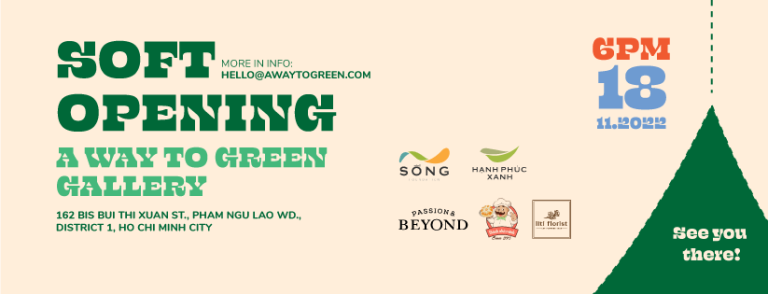 SOFT
MORE IN INFO:
HELLO@AWAYTOGREEN.COM
OPENING
A WAY TO GREEN
GALLERY
162 BIS BUI THI XUAN ST., PHAM NGU LAO WD.,
DISTRICT 1, HO CHI MINH CITY
SÔNG
HẠNH PHÚC
XANH
PASSION &
BEYOND
liti florist
6PM
18
11.2022
See you
there!